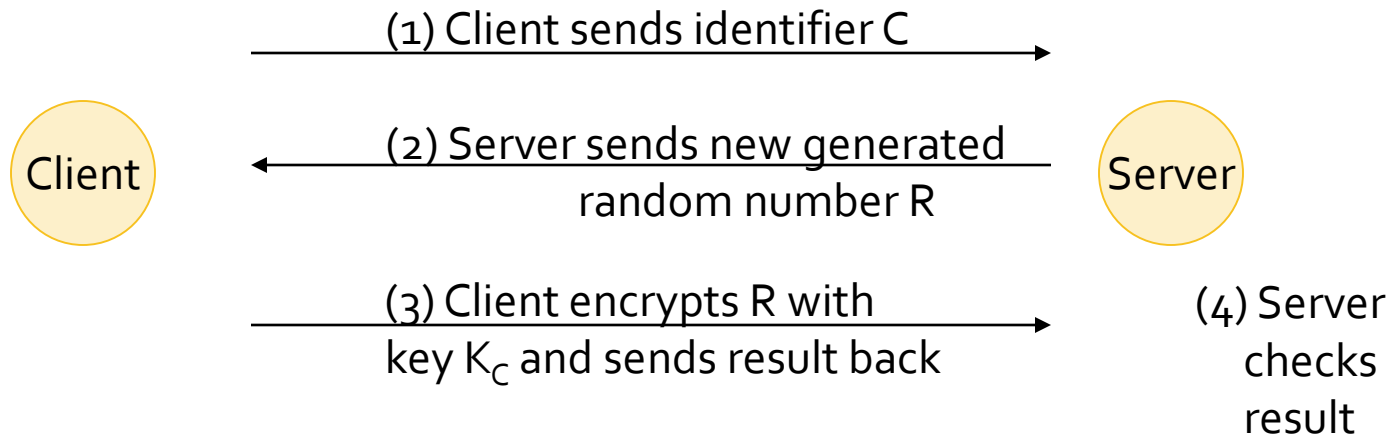 (1) Client sends identifier C
(2) Server sends new generated
random number R
Client
Server
(3) Client encrypts R with
key K_C and sends result back
(4) Server
checks
result